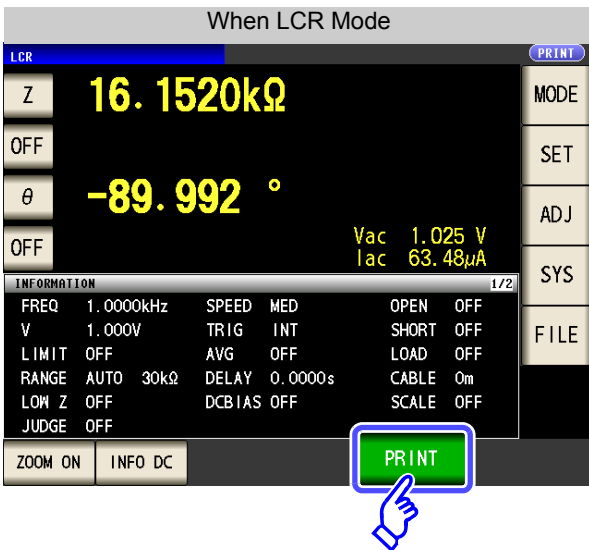 When LCR Mode
LCR
PRINT
Z 16.1520kΩ
MODE
OFF
SET
θ -89.992 °
ADJ
OFF
Vac 1.025 V
Iac 63.48µA
SYS
INFORMATION 1/2
FREQ 1.0000kHz SPEED MED OPEN OFF
V 1.000V TRIG INT SHORT OFF
FILE
LIMIT OFF AVG OFF LOAD OFF
RANGE AUTO 30kΩ DELAY 0.0000s CABLE 0m
LOW Z OFF DCBIAS OFF SCALE OFF
JUDGE OFF
ZOOM ON INFO DC PRINT